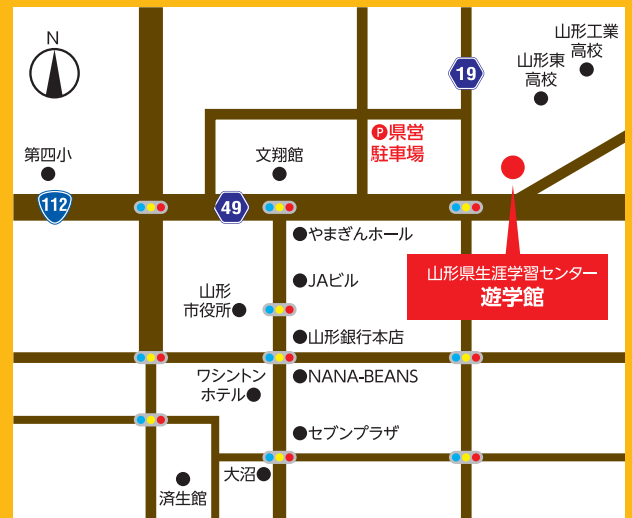 N
山形工業
高校
山形東
高校
19
P県営
駐車場
第四小
文翔館
112
49
やまぎんホール
山形県生涯学習センター
遊学館
JAビル
山形
市役所
山形銀行本店
ワシントン
ホテル
NANA-BEANS
セブンプラザ
大沼
済生館